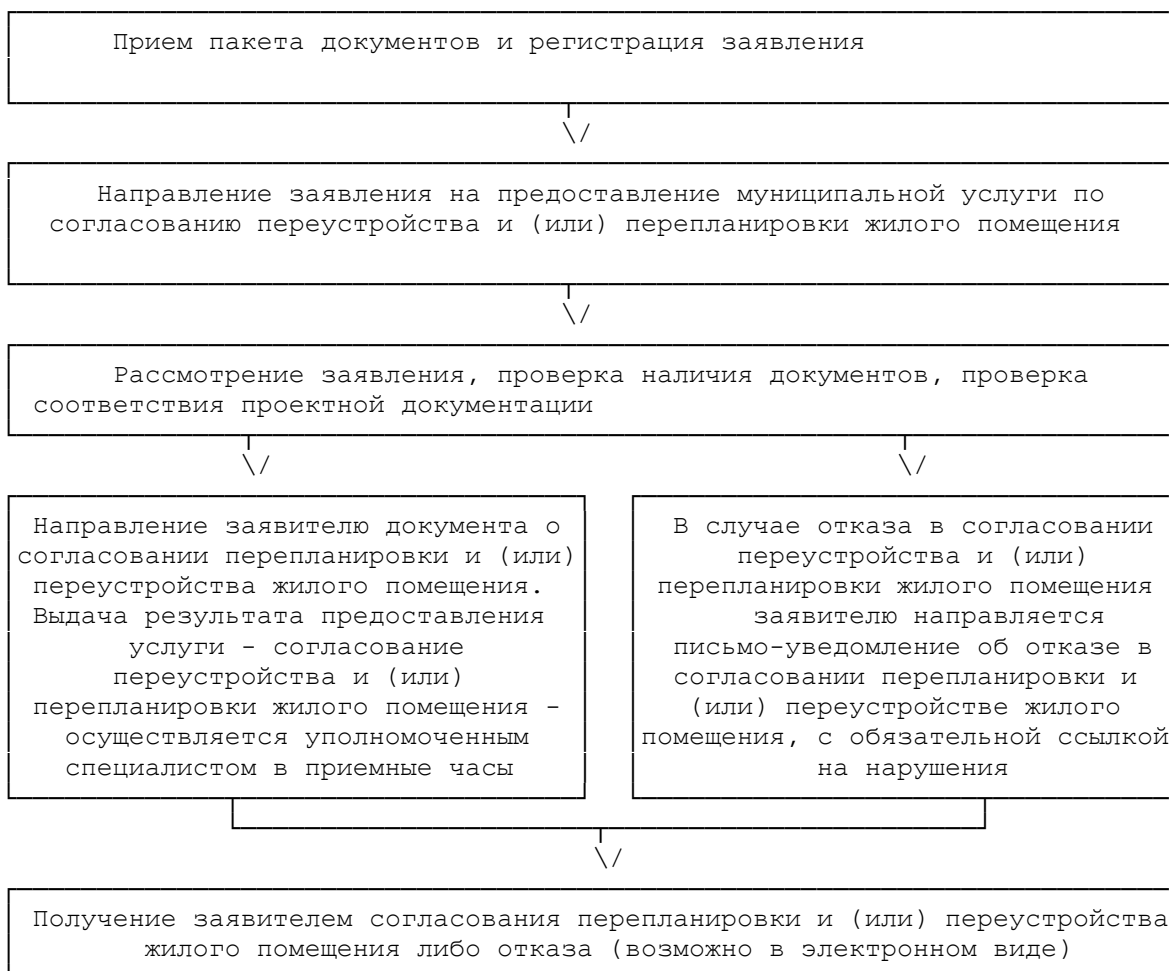 Прием пакета документов и регистрация заявления
Направление заявления на предоставление муниципальной услуги по
согласованию переустройства и (или) перепланировки жилого помещения
Рассмотрение заявления, проверка наличия документов, проверка
соответствия проектной документации
Направление заявителю документа о
согласовании перепланировки и (или)
переустройства жилого помещения.
Выдача результата предоставления
услуги - согласование
переустройства и (или)
перепланировки жилого помещения -
осуществляется уполномоченным
специалистом в приемные часы
В случае отказа в согласовании
переустройства и (или)
перепланировки жилого помещения
заявителю направляется
письмо-уведомление об отказе в
согласовании перепланировки и
(или) переустройстве жилого
помещения, с обязательной ссылкой
на нарушения
Получение заявителем согласования перепланировки и (или) переустройства
жилого помещения либо отказа (возможно в электронном виде)